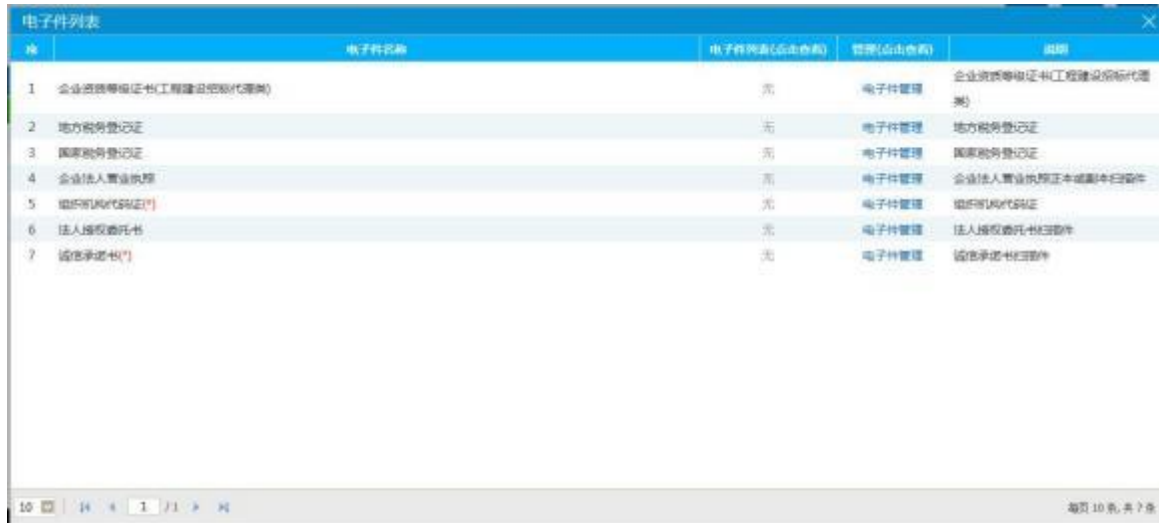 电子件列表
序 电子件名称 电子件列表(点击查看) 管理(点击查看) 说明
1 企业资质等级证书(工程建设招标代理类) 无 电子件管理 企业资质等级证书(工程建设招标代理
类)
2 地方税务登记证 无 电子件管理 地方税务登记证
3 国家税务登记证 无 电子件管理 国家税务登记证
4 企业法人营业执照 无 电子件管理 企业法人营业执照正本或副本扫描件
5 组织机构代码证(*) 无 电子件管理 组织机构代码证
6 法人授权委托书 无 电子件管理 法人授权委托书扫描件
7 诚信承诺书(*) 无 电子件管理 诚信承诺书扫描件
10 1 /1 每页 10 条, 共 7 条